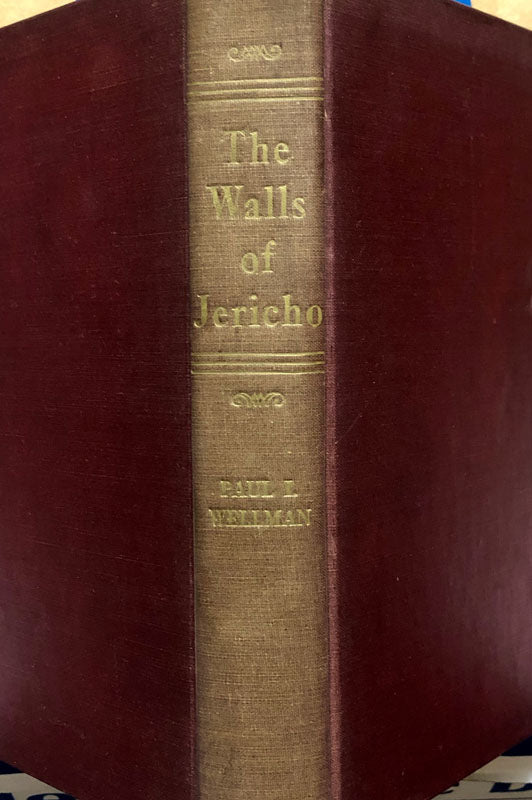 The
Walls
of
Jericho
PAUL I.
WELLMAN